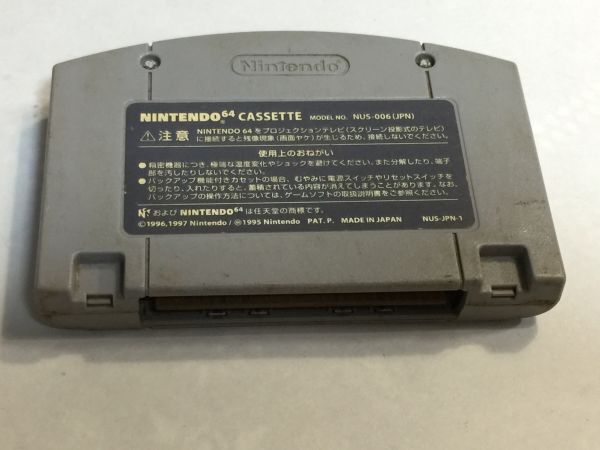 Nintendo
NINTENDO64 CASSETTE MODEL NO. NUS-006(JPN)
⚠注意 NINTENDO 64をプロジェクションテレビ(スクリーン投影式のテレビ)
に接続すると残像現象(画面ヤケ)が生じるため、接続しないでください。
使用上のおねがい
●精密機器につき、極端な温度変化やショックを避けてください。また分解したり、端子
部を汚したりしないでください。
●バックアップ機能付きカセットの場合、むやみに電源スイッチやリセットスイッチを
切ったり、入れたりすると、蓄積されている内容が消えてしまうことがあります。なお、
バックアップの操作方法については、ゲームソフトの取扱説明書をご参照ください。
N およびNINTENDO64は任天堂の商標です。
©1996,1997 Nintendo/Ⓜ1995 Nintendo PAT. P. MADE IN JAPAN NUS-JPN-1